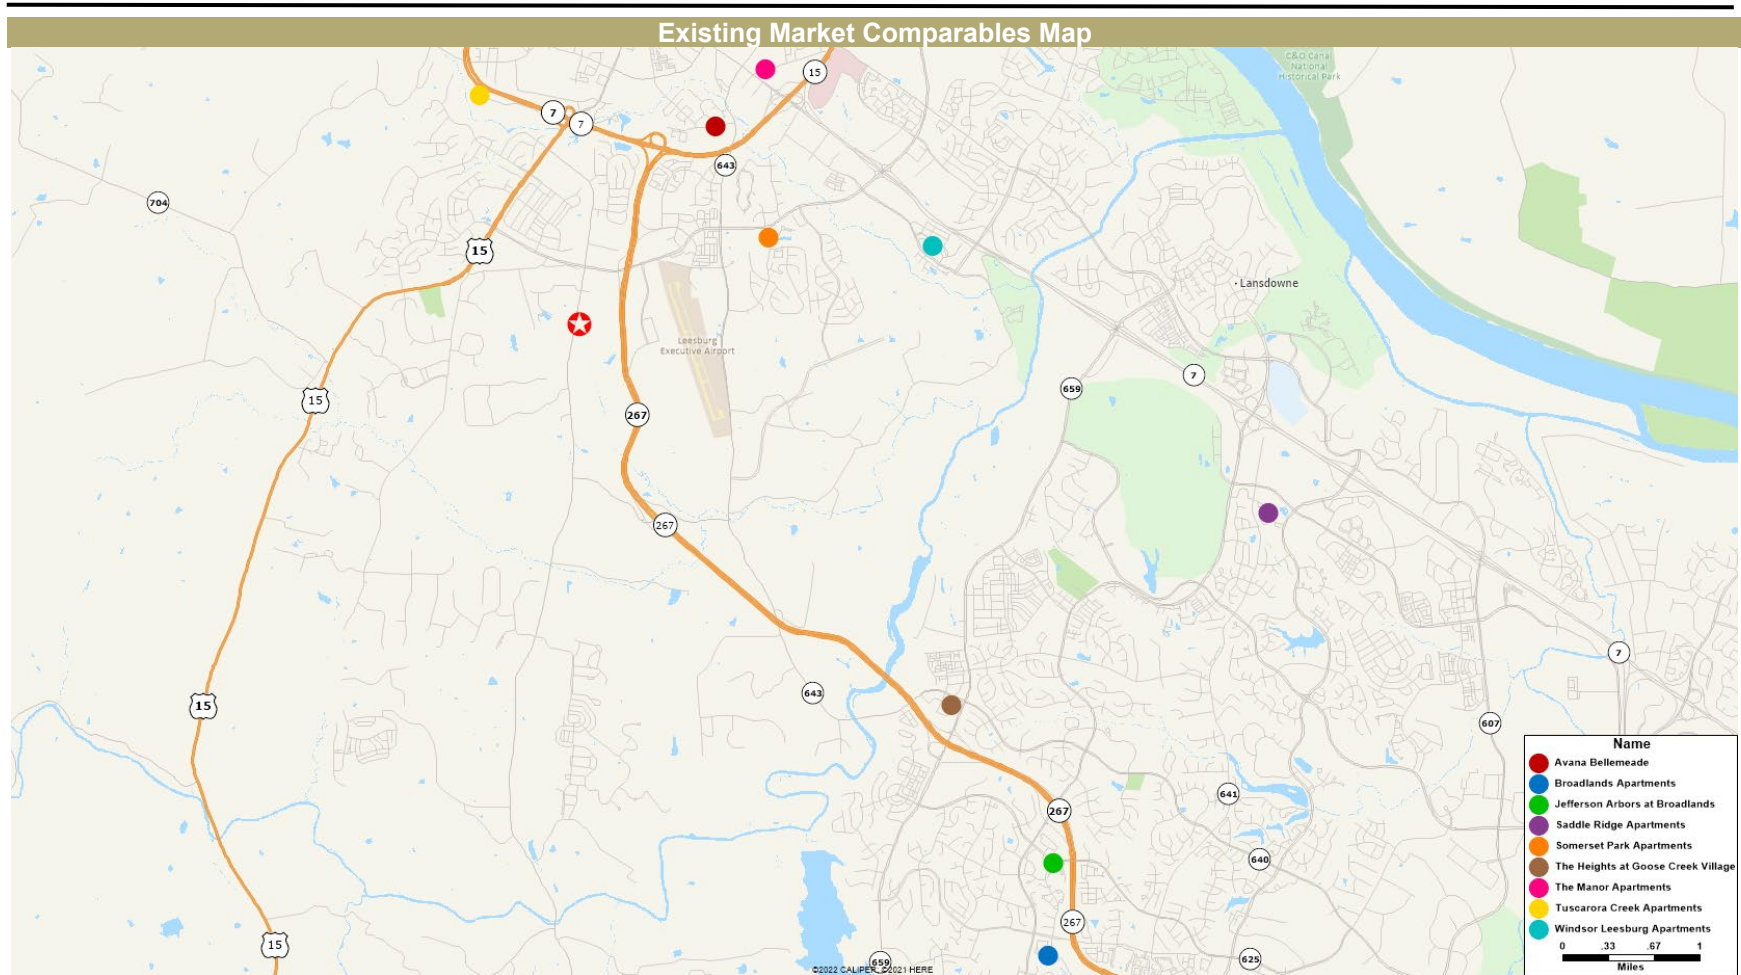 Existing Market Comparables Map
C&O Canal
National
Historical Park
15
7
7
643
704
15
Lansdowne
Leesburg
Executive Airport
7
659
15
267
267
7
643
15
607
641
267
640
267
15
659
625
©2022 CALIPER; ©2021 HERE
Name
Avana Bellemeade
Broadlands Apartments
Jefferson Arbors at Broadlands
Saddle Ridge Apartments
Somerset Park Apartments
The Heights at Goose Creek Village
The Manor Apartments
Tuscarora Creek Apartments
Windsor Leesburg Apartments
0 .33 .67 1
Miles